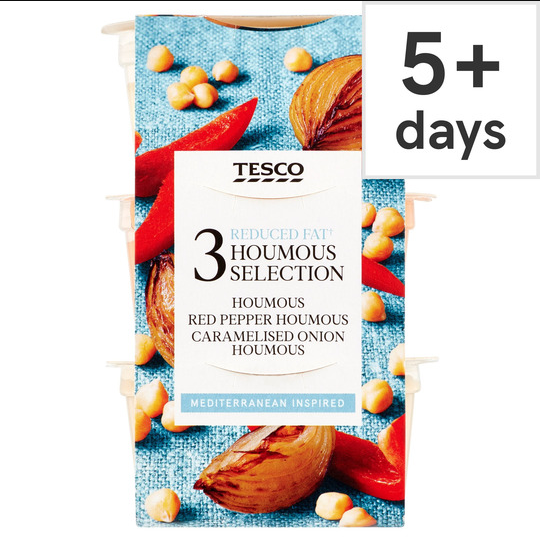 5+
days
TESCO
3 REDUCED FAT†
HOUMOUS
SELECTION
HOUMOUS
RED PEPPER HOUMOUS
CARAMELISED ONION
HOUMOUS
MEDITERRANEAN INSPIRED